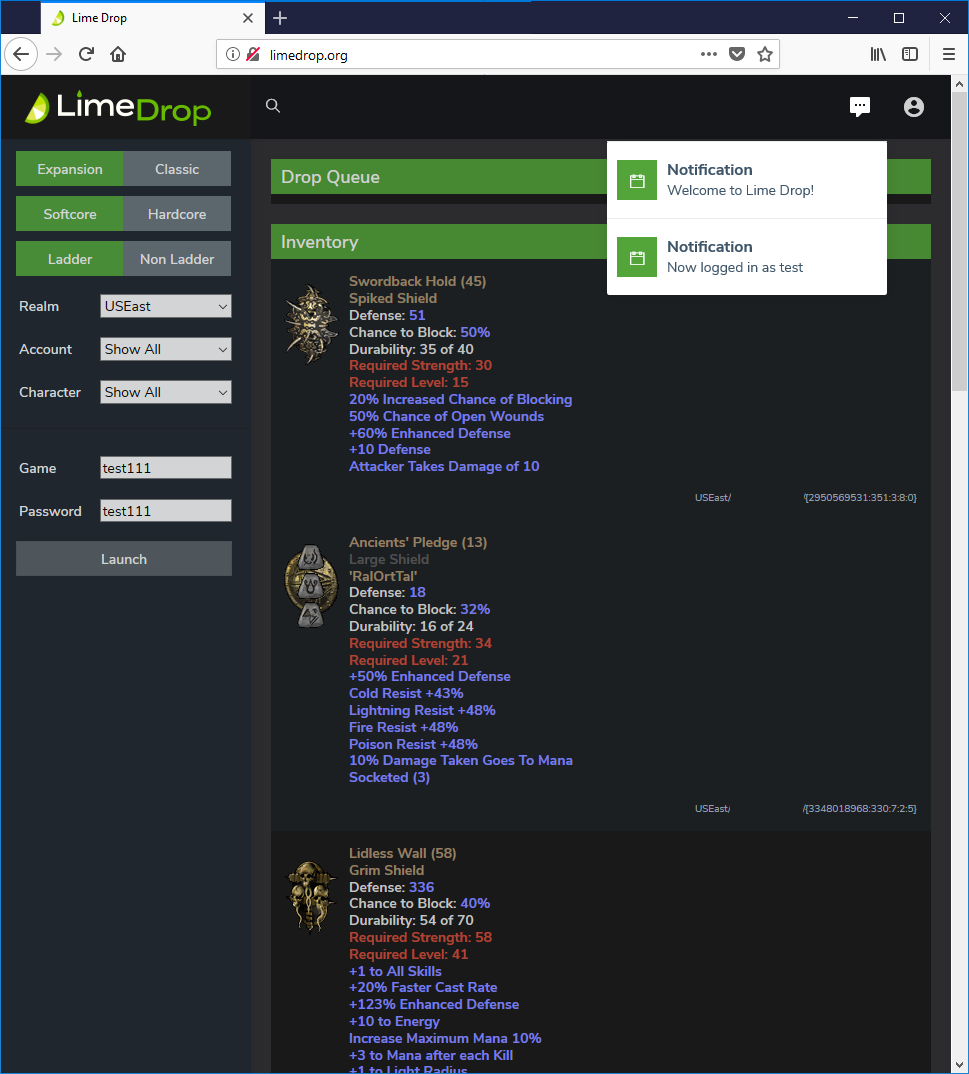 Lime Drop
limedrop.org
LimeDrop
Expansion
Classic
Softcore
Hardcore
Ladder
Non Ladder
Realm
USEast
Account
Show All
Character
Show All
Game
test111
Password
test111
Launch
Notification
Welcome to Lime Drop!
Notification
Now logged in as test
Drop Queue
Inventory
Swordback Hold (45)
Spiked Shield
Defense: 51
Chance to Block: 50%
Durability: 35 of 40
Required Strength: 30
Required Level: 15
20% Increased Chance of Blocking
50% Chance of Open Wounds
+60% Enhanced Defense
+10 Defense
Attacker Takes Damage of 10
USEast/ /{2950569531:351:3:8:0}
Ancients' Pledge (13)
Large Shield
'RalOrtTal'
Defense: 18
Chance to Block: 32%
Durability: 16 of 24
Required Strength: 34
Required Level: 21
+50% Enhanced Defense
Cold Resist +43%
Lightning Resist +48%
Fire Resist +48%
Poison Resist +48%
10% Damage Taken Goes To Mana
Socketed (3)
USEast/ /{3348018968:330:7:2:5}
Lidless Wall (58)
Grim Shield
Defense: 336
Chance to Block: 40%
Durability: 54 of 70
Required Strength: 58
Required Level: 41
+1 to All Skills
+20% Faster Cast Rate
+123% Enhanced Defense
+10 to Energy
Increase Maximum Mana 10%
+3 to Mana after each Kill
+1 to Light Radius